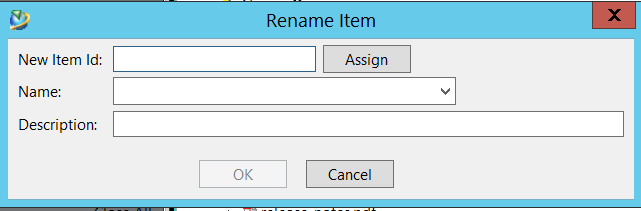 Rename Item
X
New Item Id:
Assign
Name:
Description:
OK
Cancel